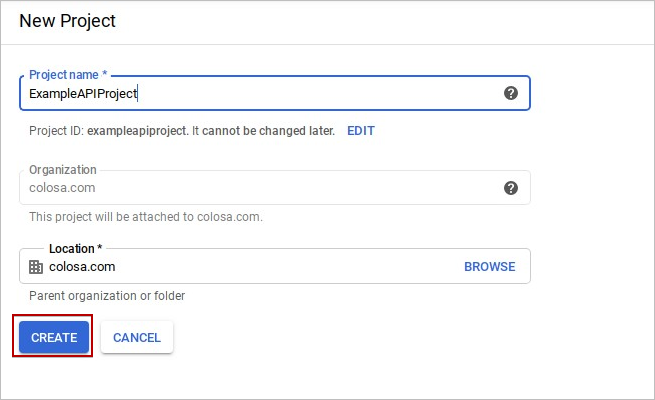 New Project
Project name *
ExampleAPIProject
Project ID: exampleapiproject. It cannot be changed later. EDIT
Organization
colosa.com
This project will be attached to colosa.com.
Location *
colosa.com BROWSE
Parent organization or folder
CREATE CANCEL